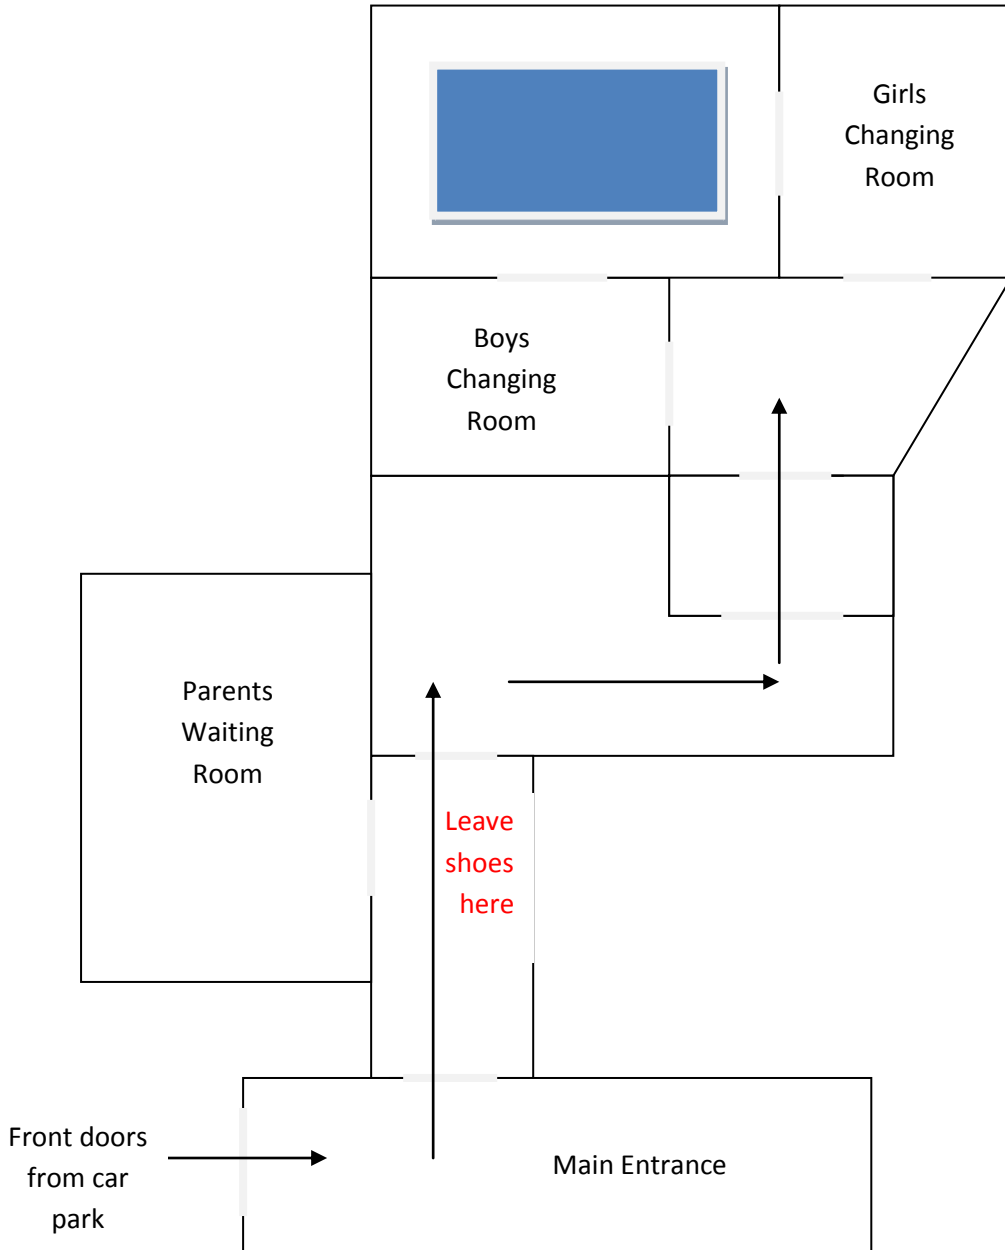 Girls
Changing
Room
Boys
Changing
Room
Parents
Waiting
Room
Leave
shoes
here
Front doors
from car
park
Main Entrance